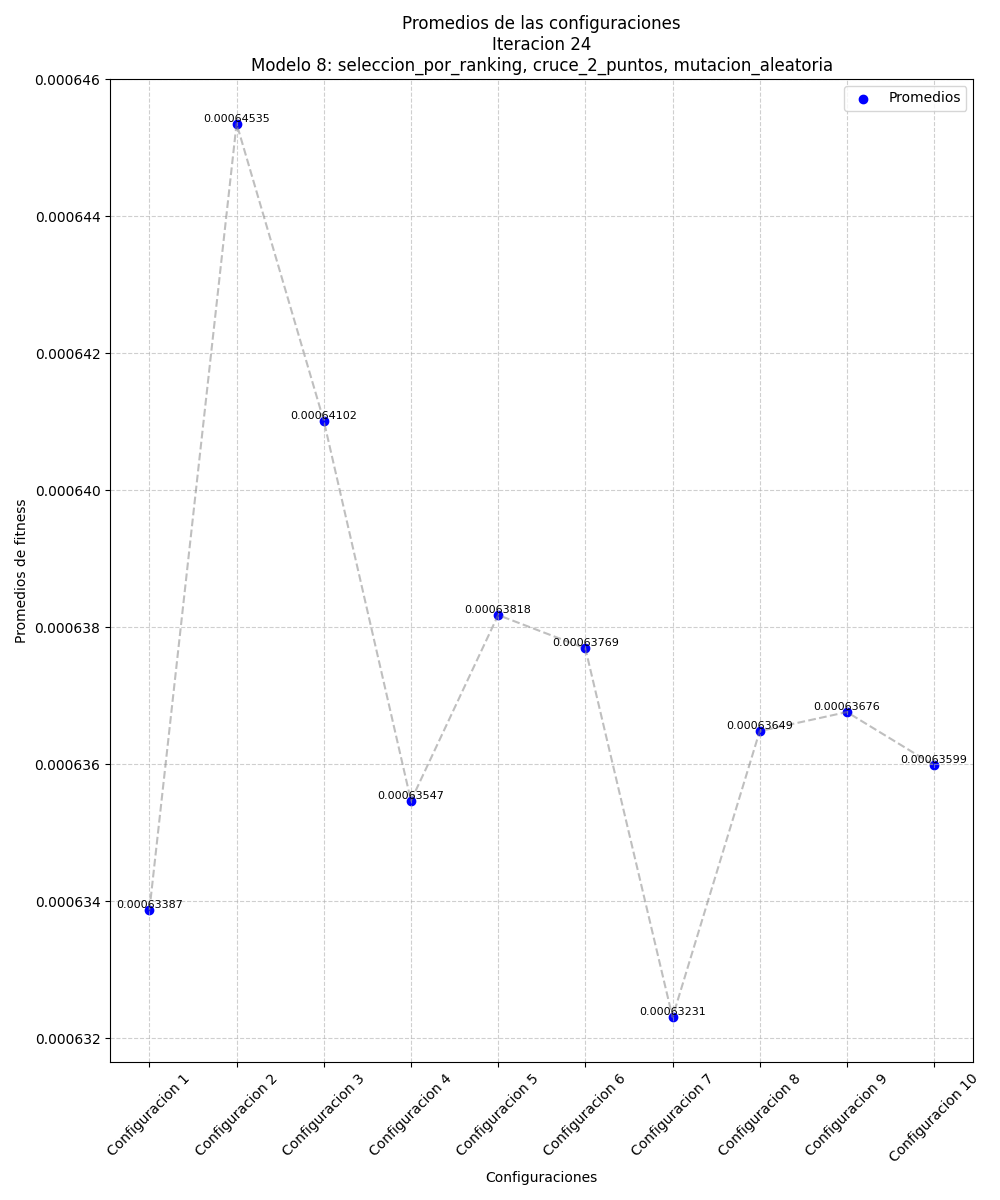 Promedios de las configuraciones
Iteracion 24
Modelo 8: seleccion_por_ranking, cruce_2_puntos, mutacion_aleatoria
Promedios
0.000646
0.000644
0.000642
0.000640
0.000638
0.000636
0.000634
0.000632
Promedios de fitness
0.00063387
0.00064535
0.00064102
0.00063547
0.00063818
0.00063769
0.00063231
0.00063649
0.00063676
0.00063599
Configuracion 1
Configuracion 2
Configuracion 3
Configuracion 4
Configuracion 5
Configuracion 6
Configuracion 7
Configuracion 8
Configuracion 9
Configuracion 10
Configuraciones